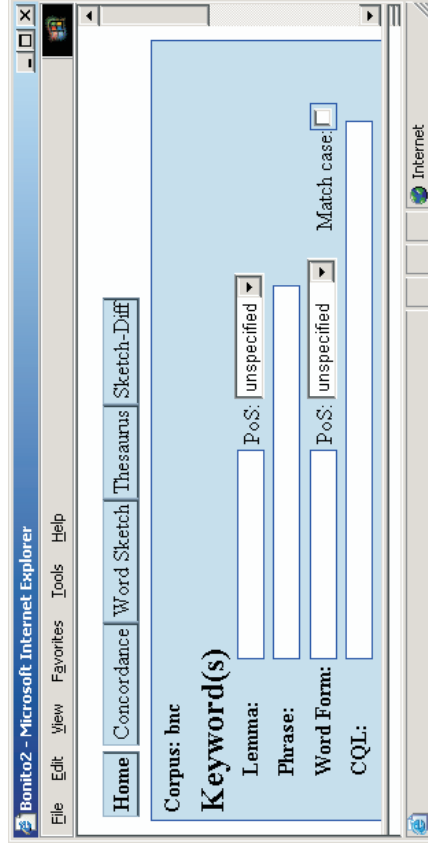 Bonito2 - Microsoft Internet Explorer
File Edit View Favorites Tools Help
Home Concordance Word Sketch Thesaurus Sketch-Diff
Corpus: bnc
Keyword(s)
Lemma: PoS: unspecified
Phrase:
Word Form: PoS: unspecified Match case:
CQL:
Internet